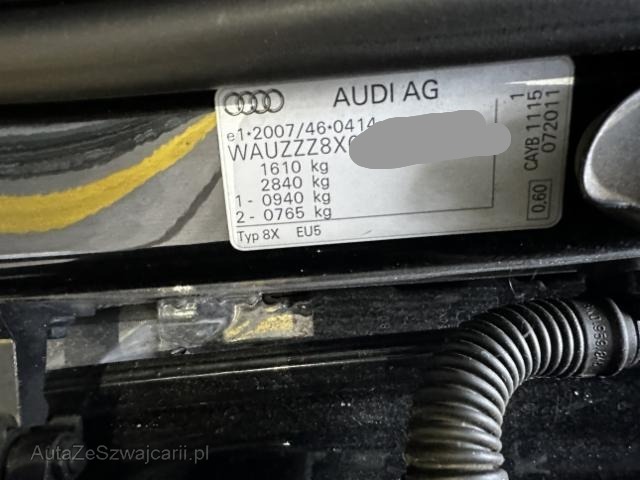 AUDI AG
e1*2007/46*0414
WAUZZZ8X
1610 kg
2840 kg
1 - 0940 kg
2 - 0765 kg
Typ 8X EU5
0,60
CAYB 1115 1
072011
AutaZeSzwajcarii.pl